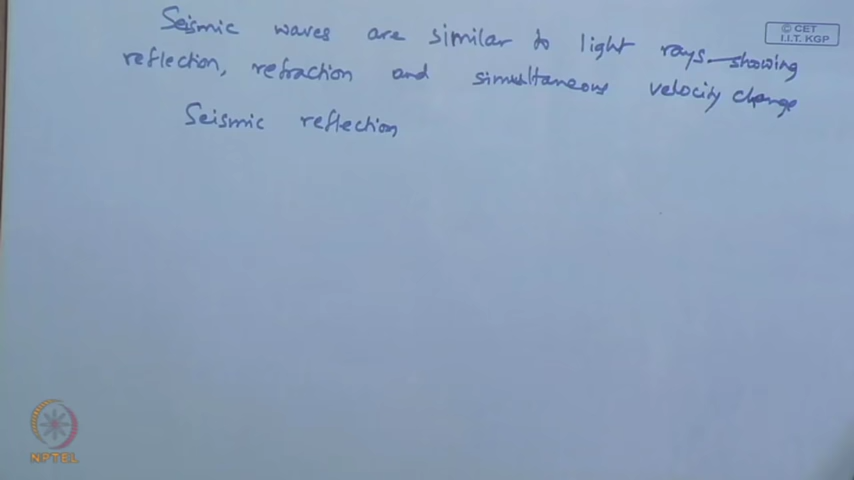 Seismic waves are similar to light rays showing
reflection, refraction and simultaneous velocity change
Seismic reflection
© CET
I.I.T. KGP
NPTEL